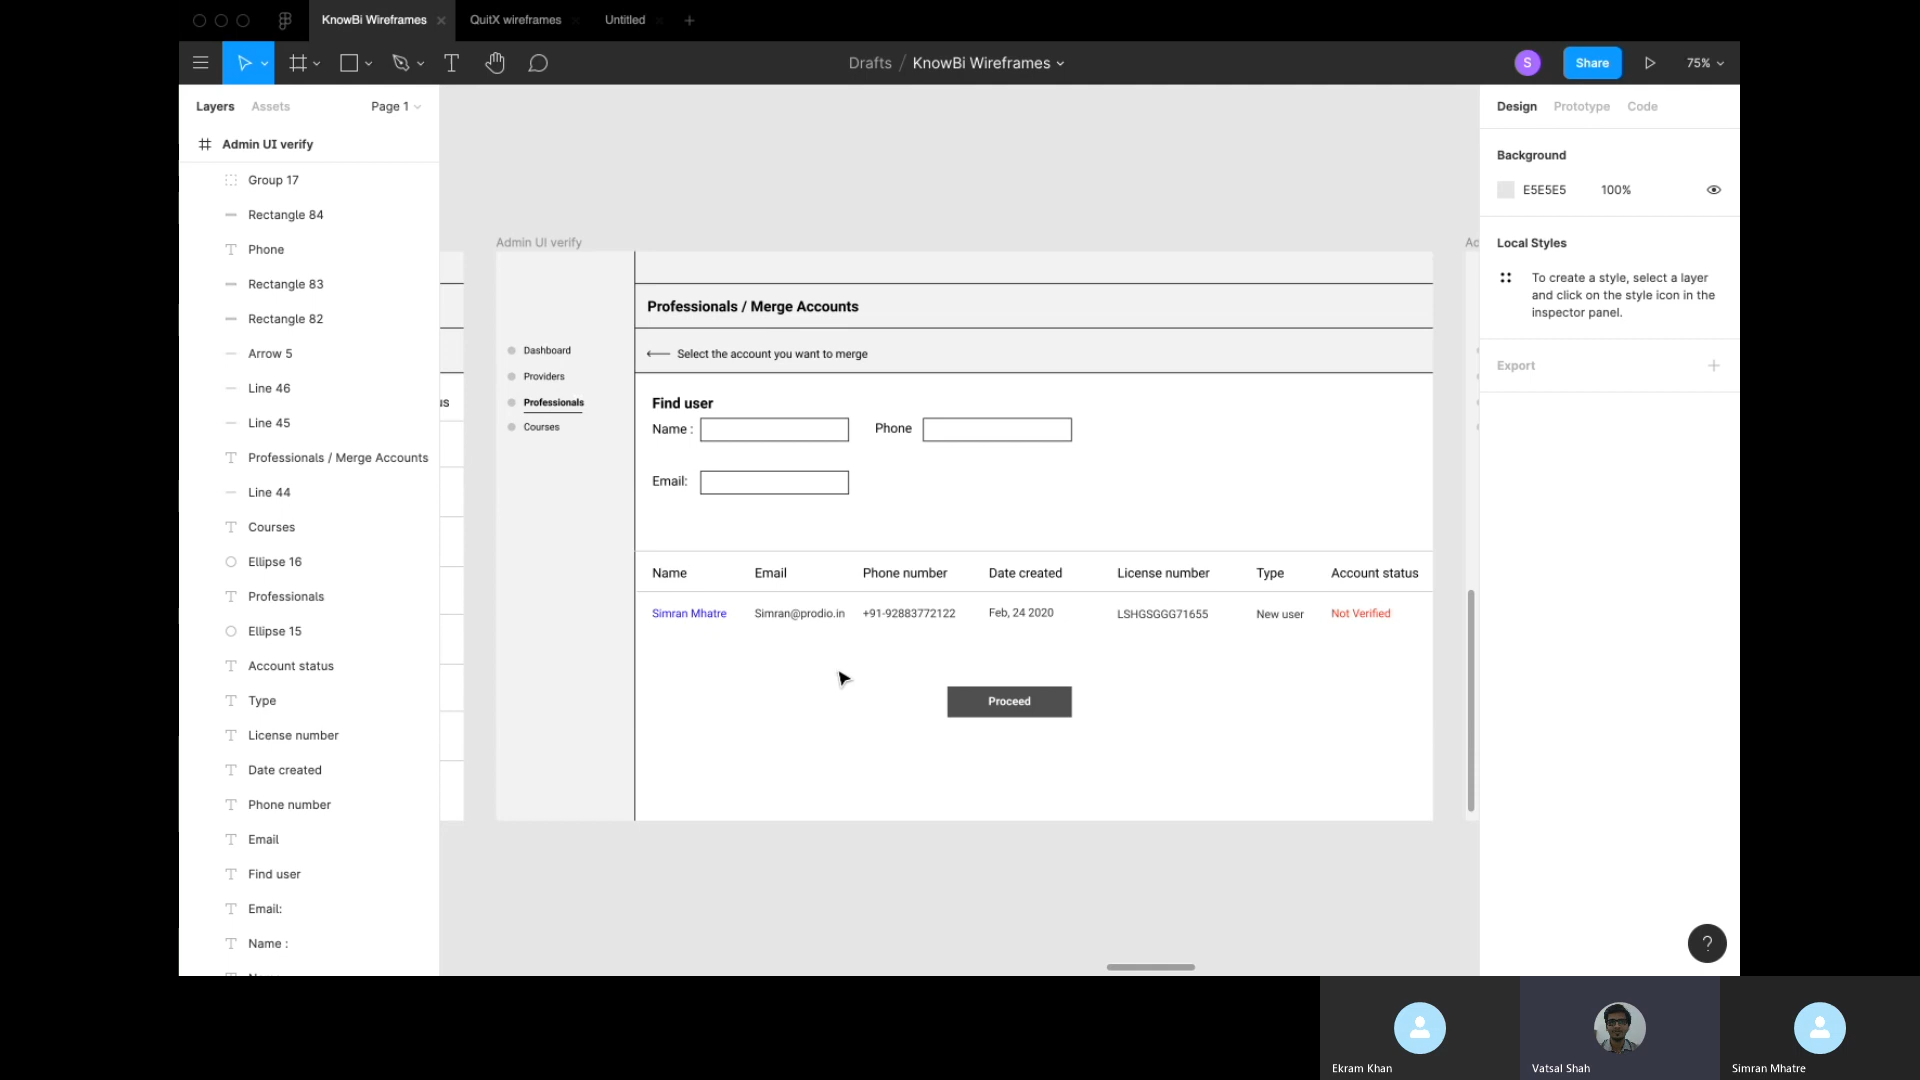 KnowBi Wireframes
QuitX wireframes
Untitled
Drafts / KnowBi Wireframes
S
Share
75%
Layers
Assets
Page 1
Admin UI verify
Group 17
Rectangle 84
Phone
Rectangle 83
Rectangle 82
Arrow 5
Line 46
Line 45
Professionals / Merge Accounts
Line 44
Courses
Ellipse 16
Professionals
Ellipse 15
Account status
Type
License number
Date created
Phone number
Email
Find user
Email:
Name :
Admin UI verify
Dashboard
Providers
Professionals
Courses
Professionals / Merge Accounts
Select the account you want to merge
Find user
Name :
Phone
Email:
Name Email Phone number Date created License number Type Account status
Simran Mhatre Simran@prodio.in +91-92883772122 Feb, 24 2020 LSHGSGGG71655 New user Not Verified
Proceed
Design
Prototype
Code
Background
E5E5E5
100%
Local Styles
To create a style, select a layer
and click on the style icon in the
inspector panel.
Export
?
Ekram Khan
Vatsal Shah
Simran Mhatre